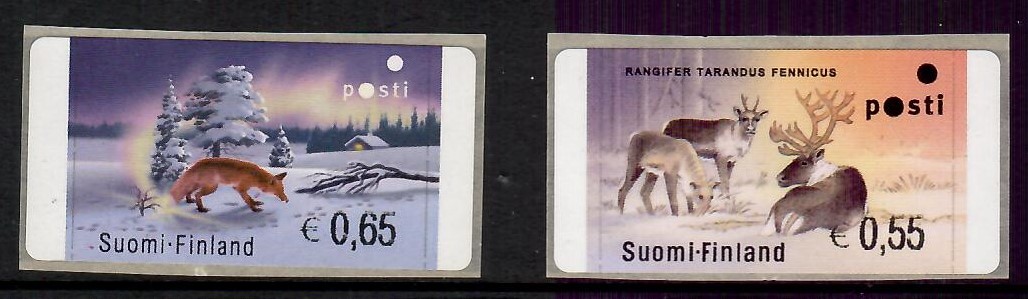 posti
€ 0,65
Suomi·Finland
RANGIFER TARANDUS FENNICUS
posti
€ 0,55
Suomi·Finland